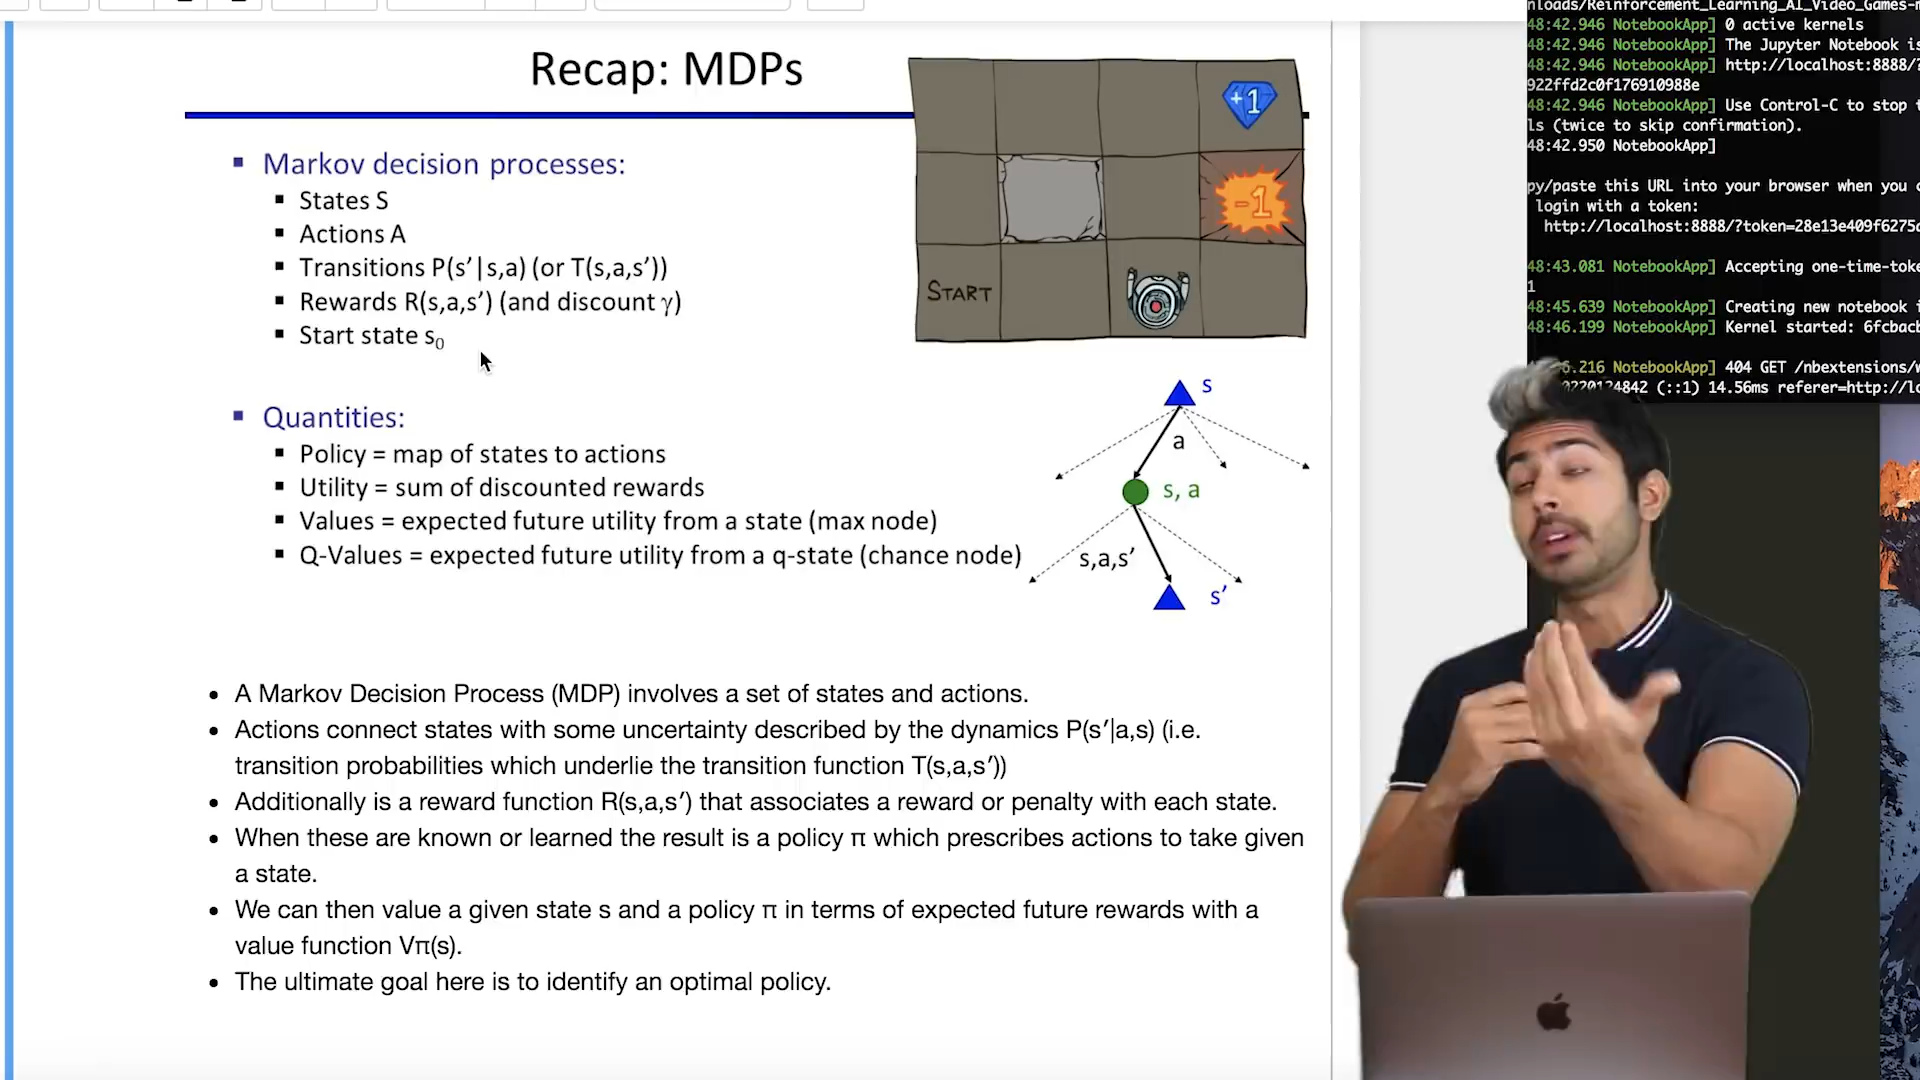 Recap: MDPs
Markov decision processes:
States S
Actions A
Transitions P(s’|s,a) (or T(s,a,s’))
Rewards R(s,a,s’) (and discount γ)
Start state s₀
+1
-1
START
Quantities:
Policy = map of states to actions
Utility = sum of discounted rewards
Values = expected future utility from a state (max node)
Q-Values = expected future utility from a q-state (chance node)
s
a
s, a
s,a,s’
s’
A Markov Decision Process (MDP) involves a set of states and actions.
Actions connect states with some uncertainty described by the dynamics P(s′|a,s) (i.e.
transition probabilities which underlie the transition function T(s,a,s′))
Additionally is a reward function R(s,a,s′) that associates a reward or penalty with each state.
When these are known or learned the result is a policy π which prescribes actions to take given
a state.
We can then value a given state s and a policy π in terms of expected future rewards with a
value function Vπ(s).
The ultimate goal here is to identify an optimal policy.
nloads/Reinforcement_Learning_AI_Video_Games-m
48:42.946 NotebookApp] 0 active kernels
48:42.946 NotebookApp] The Jupyter Notebook is
48:42.946 NotebookApp] http://localhost:8888/?
922ffd2c0f176910988e
48:42.946 NotebookApp] Use Control-C to stop t
ls (twice to skip confirmation).
48:42.950 NotebookApp]
py/paste this URL into your browser when you c
login with a token:
http://localhost:8888/?token=28e13e409f6275c
48:43.081 NotebookApp] Accepting one-time-toke
1
48:45.639 NotebookApp] Creating new notebook i
48:46.199 NotebookApp] Kernel started: 6fcbacb
6.216 NotebookApp] 404 GET /nbextensions/w
0220124842 (::1) 14.56ms referer=http://lo